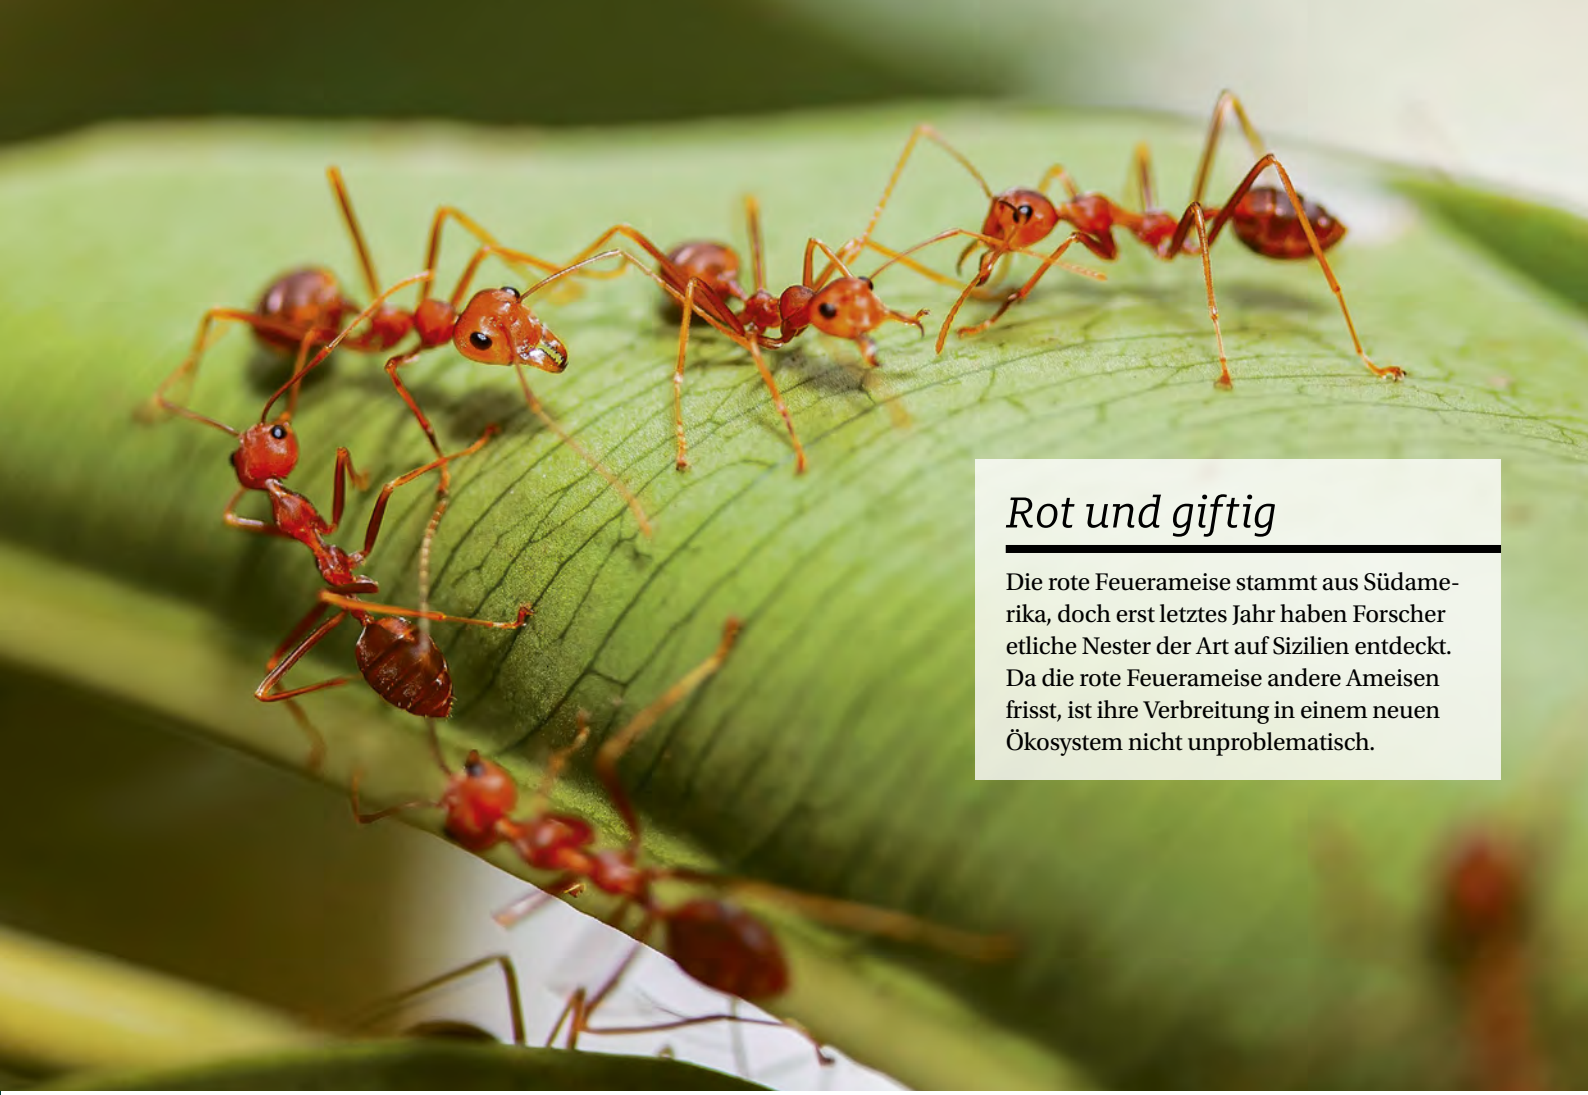 Rot und giftig
Die rote Feuerameise stammt aus Südame-
rika, doch erst letztes Jahr haben Forscher
etliche Nester der Art auf Sizilien entdeckt.
Da die rote Feuerameise andere Ameisen
frisst, ist ihre Verbreitung in einem neuen
Ökosystem nicht unproblematisch.